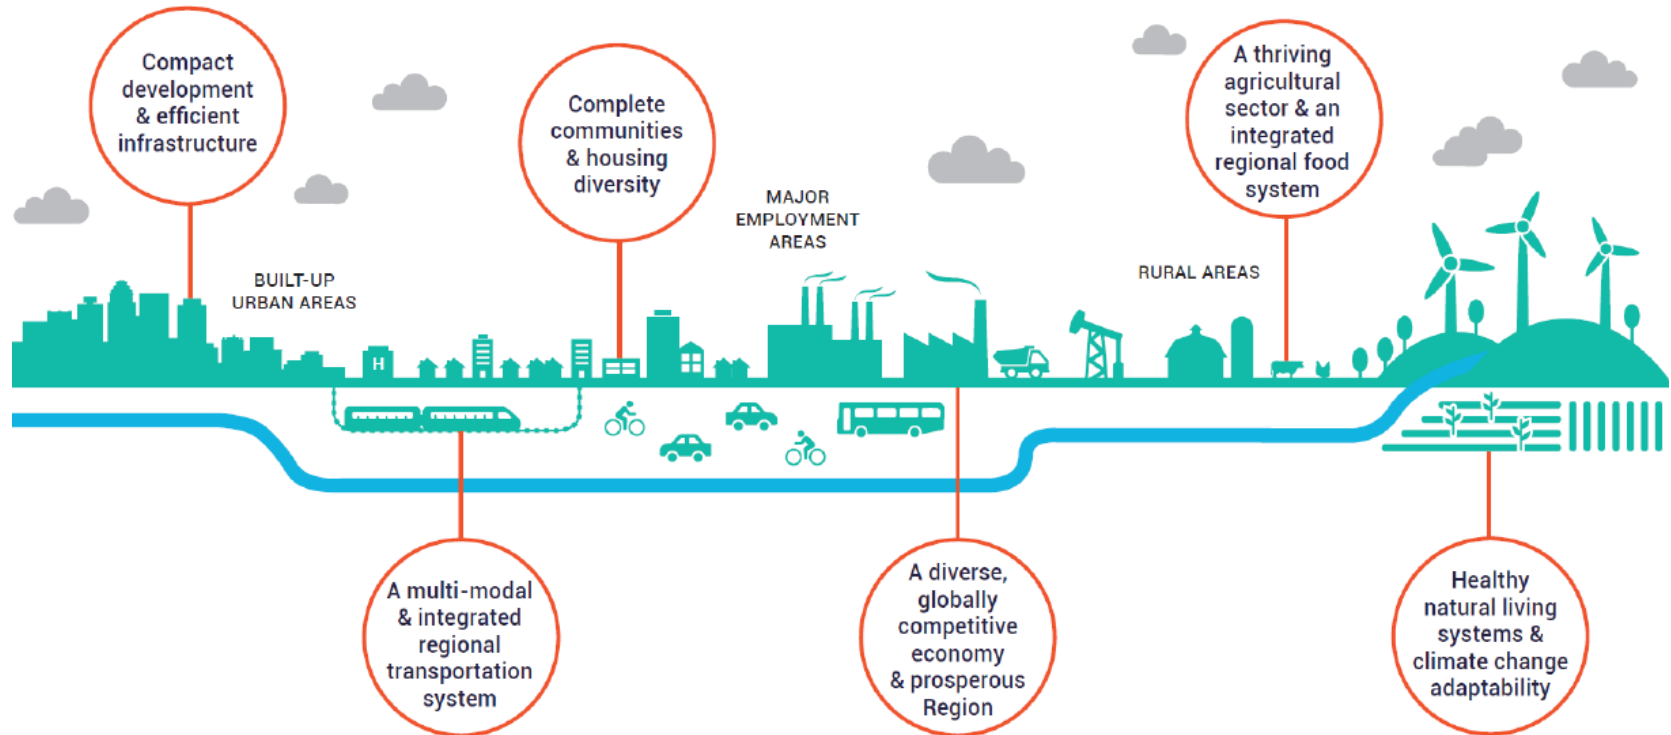 Compact
development
& efficient
infrastructure
BUILT-UP
URBAN AREAS
Complete
communities
& housing
diversity
MAJOR
EMPLOYMENT
AREAS
A thriving
agricultural
sector & an
integrated
regional food
system
RURAL AREAS
H
A multi-modal
& integrated
regional
transportation
system
A diverse,
globally
competitive
economy
& prosperous
Region
Healthy
natural living
systems &
climate change
adaptability